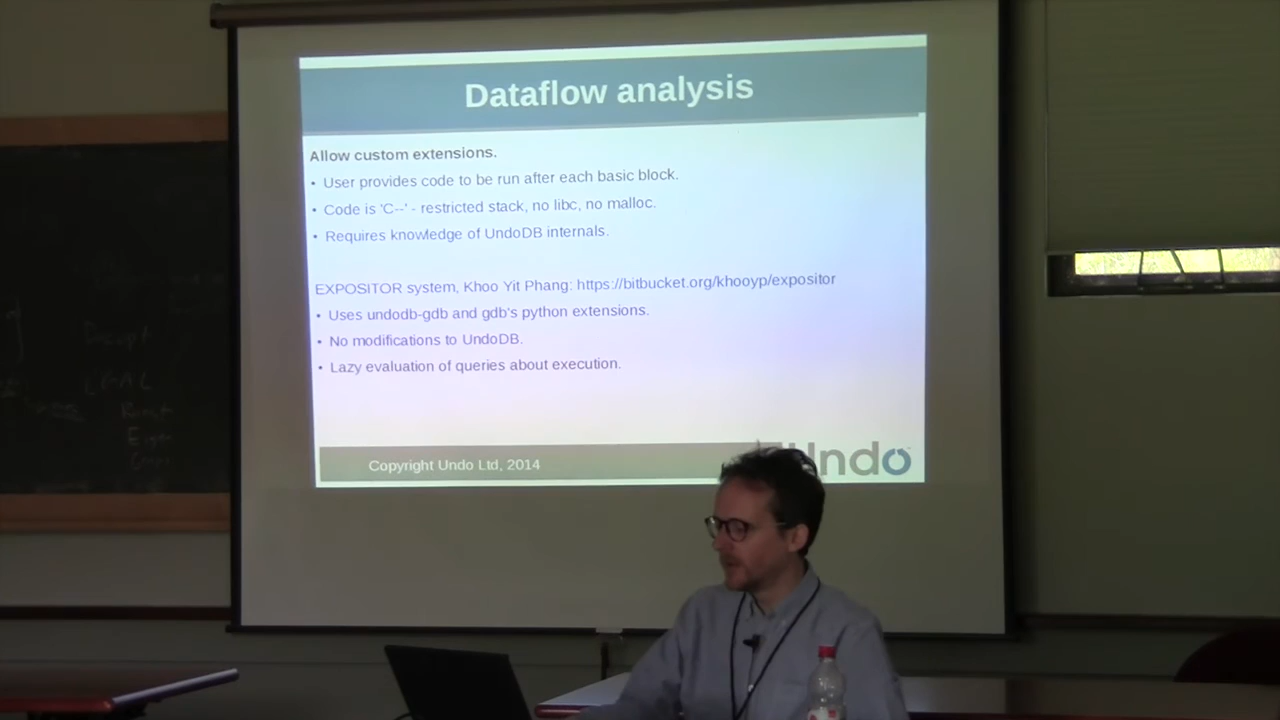 Dataflow analysis
Allow custom extensions.
• User provides code to be run after each basic block.
• Code is 'C--' - restricted stack, no libc, no malloc.
• Requires knowledge of UndoDB internals.
EXPOSITOR system, Khoo Yit Phang: https://bitbucket.org/khooyp/expositor
• Uses undodb-gdb and gdb's python extensions.
• No modifications to UndoDB.
• Lazy evaluation of queries about execution.
Copyright Undo Ltd, 2014
Undo